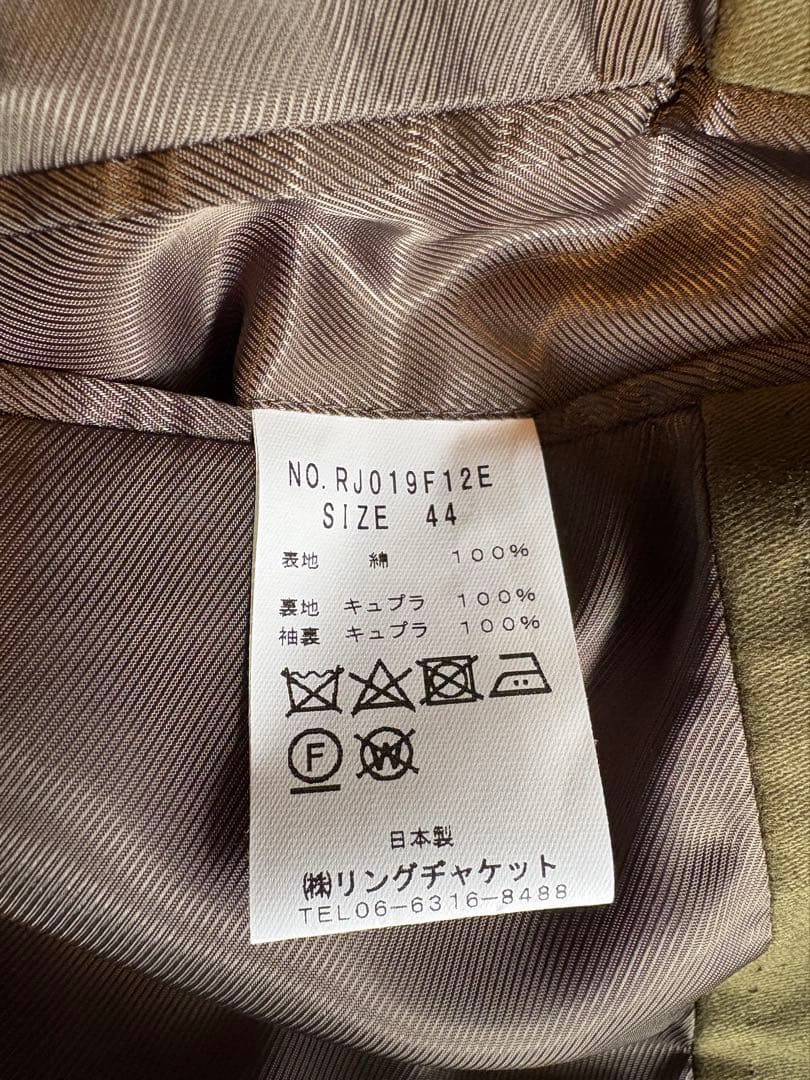 NO.RJ019F12E
SIZE 44
表地 綿 100%
裏地 キュプラ 100%
袖裏 キュプラ 100%
F W
日本製
㈱リングヂャケット
TEL06-6316-8488